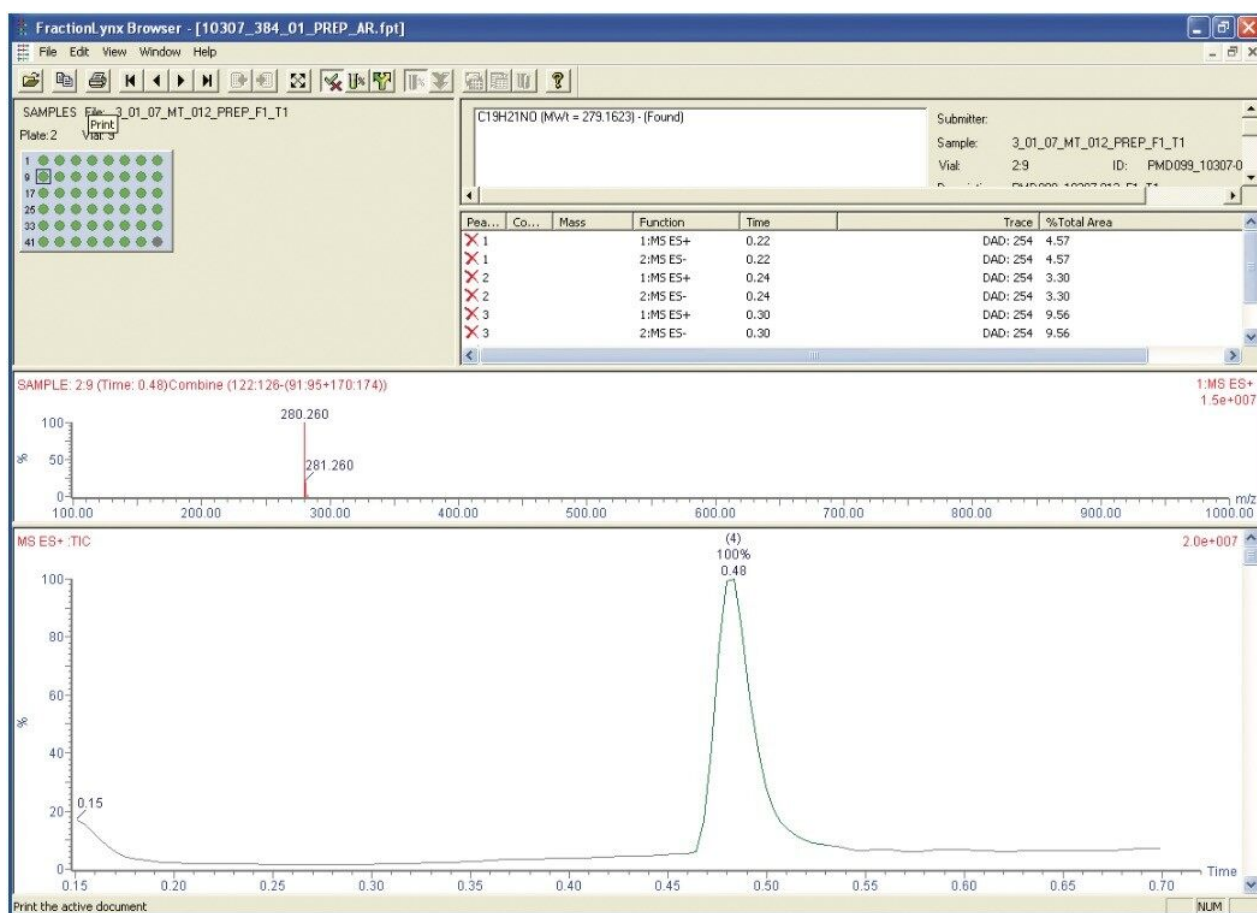 FractionLynx Browser - [10307_384_01_PREP_AR.fpt]
File Edit View Window Help
SAMPLES File: 3_01_07_MT_012_PREP_F1_T1
Print
Plate: 2
1
9
17
25
33
41
C19H21NO (MWt = 279.1623) - (Found)
Submitter:
Sample: 3_01_07_MT_012_PREP_F1_T1
Vial: 2:9 ID: PMD099_10307-0
Pea... Co... Mass Function Time Trace %Total Area
1 1:MS ES+ 0.22 DAD: 254 4.57
1 2:MS ES- 0.22 DAD: 254 4.57
2 1:MS ES+ 0.24 DAD: 254 3.30
2 2:MS ES- 0.24 DAD: 254 3.30
3 1:MS ES+ 0.30 DAD: 254 9.56
3 2:MS ES- 0.30 DAD: 254 9.56
SAMPLE: 2:9 (Time: 0.48)Combine (122:126-(91:95+170:174))
1:MS ES+
1.5e+007
280.260
281.260
100
50
0
%
100.00 200.00 300.00 400.00 500.00 600.00 700.00 800.00 900.00 1000.00
m/z
MS ES+ :TIC
2.0e+007
(4)
100%
0.48
0.15
100
80
60
40
20
0
%
Time
0.15 0.20 0.25 0.30 0.35 0.40 0.45 0.50 0.55 0.60 0.65 0.70
Print the active document
NUM